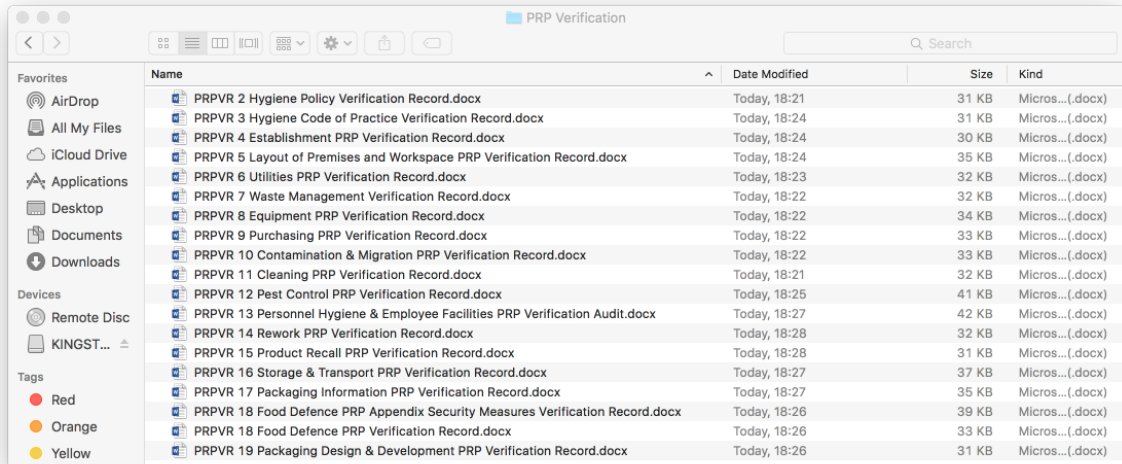 PRP Verification
Search
Favorites
AirDrop
All My Files
iCloud Drive
Applications
Desktop
Documents
Downloads
Devices
Remote Disc
KINGST...
Tags
Red
Orange
Yellow
Name Date Modified Size Kind
PRPVR 2 Hygiene Policy Verification Record.docx Today, 18:21 31 KB Micros...(.docx)
PRPVR 3 Hygiene Code of Practice Verification Record.docx Today, 18:24 31 KB Micros...(.docx)
PRPVR 4 Establishment PRP Verification Record.docx Today, 18:24 30 KB Micros...(.docx)
PRPVR 5 Layout of Premises and Workspace PRP Verification Record.docx Today, 18:24 35 KB Micros...(.docx)
PRPVR 6 Utilities PRP Verification Record.docx Today, 18:23 32 KB Micros...(.docx)
PRPVR 7 Waste Management Verification Record.docx Today, 18:22 32 KB Micros...(.docx)
PRPVR 8 Equipment PRP Verification Record.docx Today, 18:22 34 KB Micros...(.docx)
PRPVR 9 Purchasing PRP Verification Record.docx Today, 18:22 33 KB Micros...(.docx)
PRPVR 10 Contamination & Migration PRP Verification Record.docx Today, 18:22 33 KB Micros...(.docx)
PRPVR 11 Cleaning PRP Verification Record.docx Today, 18:21 32 KB Micros...(.docx)
PRPVR 12 Pest Control PRP Verification Record.docx Today, 18:25 41 KB Micros...(.docx)
PRPVR 13 Personnel Hygiene & Employee Facilities PRP Verification Audit.docx Today, 18:27 42 KB Micros...(.docx)
PRPVR 14 Rework PRP Verification Record.docx Today, 18:28 32 KB Micros...(.docx)
PRPVR 15 Product Recall PRP Verification Record.docx Today, 18:28 31 KB Micros...(.docx)
PRPVR 16 Storage & Transport PRP Verification Record.docx Today, 18:27 37 KB Micros...(.docx)
PRPVR 17 Packaging Information PRP Verification Record.docx Today, 18:27 35 KB Micros...(.docx)
PRPVR 18 Food Defence PRP Appendix Security Measures Verification Record.docx Today, 18:26 39 KB Micros...(.docx)
PRPVR 18 Food Defence PRP Verification Record.docx Today, 18:26 33 KB Micros...(.docx)
PRPVR 19 Packaging Design & Development PRP Verification Record.docx Today, 18:26 31 KB Micros...(.docx)